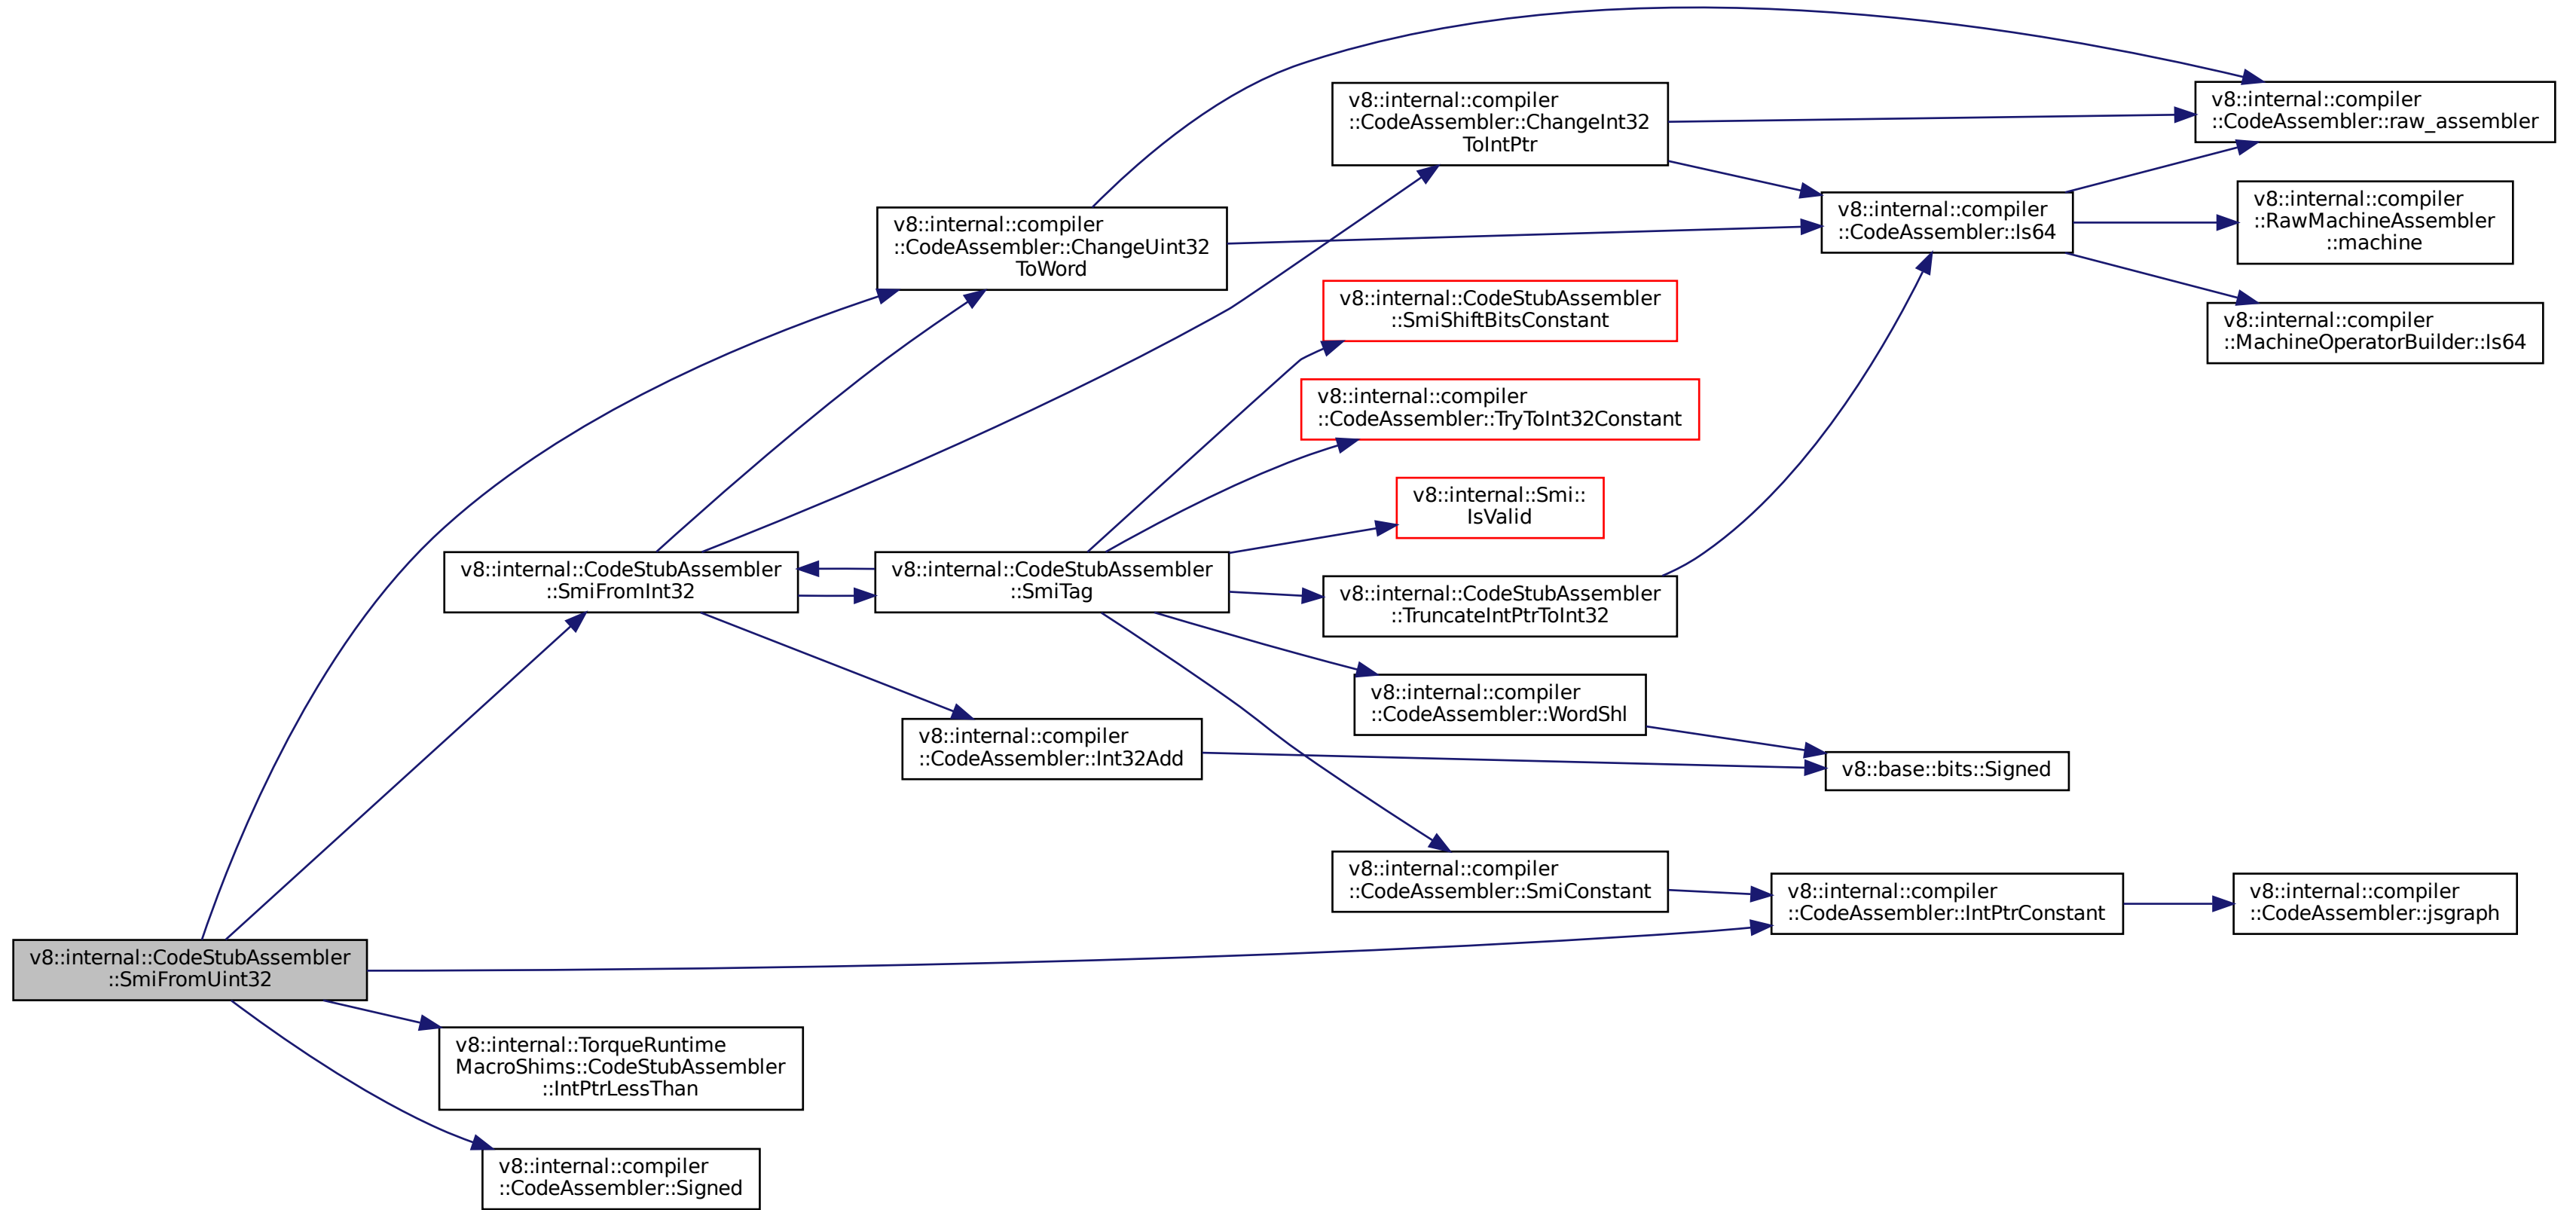 v8::internal::compiler
::CodeAssembler::ChangeInt32
ToIntPtr
v8::internal::compiler
::CodeAssembler::raw_assembler
v8::internal::compiler
::RawMachineAssembler
::machine
v8::internal::compiler
::CodeAssembler::ChangeUint32
ToWord
v8::internal::compiler
::CodeAssembler::Is64
v8::internal::CodeStubAssembler
::SmiShiftBitsConstant
v8::internal::compiler
::MachineOperatorBuilder::Is64
v8::internal::compiler
::CodeAssembler::TryToInt32Constant
v8::internal::Smi::
IsValid
v8::internal::CodeStubAssembler
::SmiFromInt32
v8::internal::CodeStubAssembler
::SmiTag
v8::internal::CodeStubAssembler
::TruncateIntPtrToInt32
v8::internal::compiler
::CodeAssembler::WordShl
v8::internal::compiler
::CodeAssembler::Int32Add
v8::base::bits::Signed
v8::internal::compiler
::CodeAssembler::SmiConstant
v8::internal::compiler
::CodeAssembler::IntPtrConstant
v8::internal::compiler
::CodeAssembler::jsgraph
v8::internal::CodeStubAssembler
::SmiFromUint32
v8::internal::TorqueRuntime
MacroShims::CodeStubAssembler
::IntPtrLessThan
v8::internal::compiler
::CodeAssembler::Signed